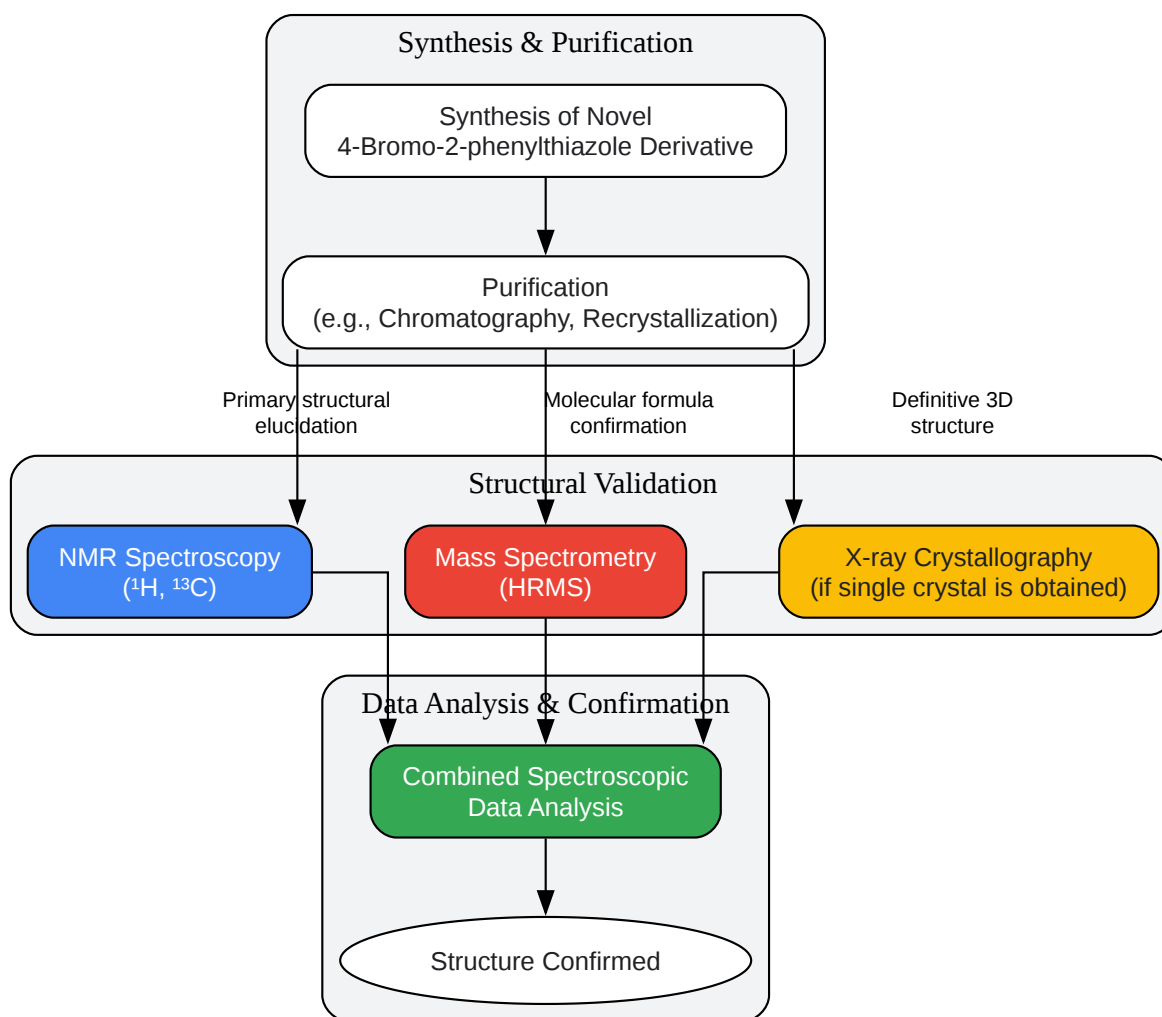 Synthesis & Purification
Synthesis of Novel
4-Bromo-2-phenylthiazole Derivative
Purification
(e.g., Chromatography, Recrystallization)
Primary structural
elucidation
Molecular formula
confirmation
Definitive 3D
structure
Structural Validation
NMR Spectroscopy
(¹H, ¹³C)
Mass Spectrometry
(HRMS)
X-ray Crystallography
(if single crystal is obtained)
Data Analysis & Confirmation
Combined Spectroscopic
Data Analysis
Structure Confirmed